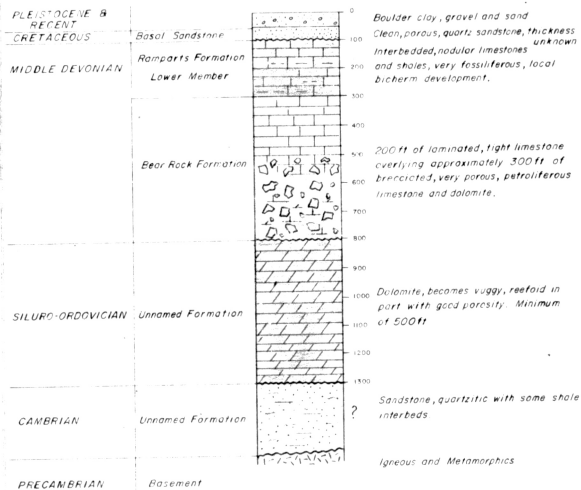 PLEISTOCENE &
RECENT
Boulder clay, gravel and sand
CRETACEOUS
Basal Sandstone
Clean, porous, quartz sandstone, thickness
unknown
MIDDLE DEVONIAN
Ramparts Formation
Lower Member
Interbedded, nodular limestones
and shales, very fossiliferous, local
bicherm development.
Bear Rock Formation
200 ft of laminated, tight limestone
overlying approximately 300 ft of
brecciated, very porous, petroliferous
limestone and dolomite.
SILURO-ORDOVICIAN
Unnamed Formation
Dolomite, becomes vuggy, reefoid in
part with good porosity. Minimum
of 500 ft
CAMBRIAN
Unnamed Formation
?
Sandstone, quartzitic with some shale
interbeds
Igneous and Metamorphics
PRECAMBRIAN
Basement
0
100
200
300
400
500
600
700
800
900
1000
1100
1200
1300